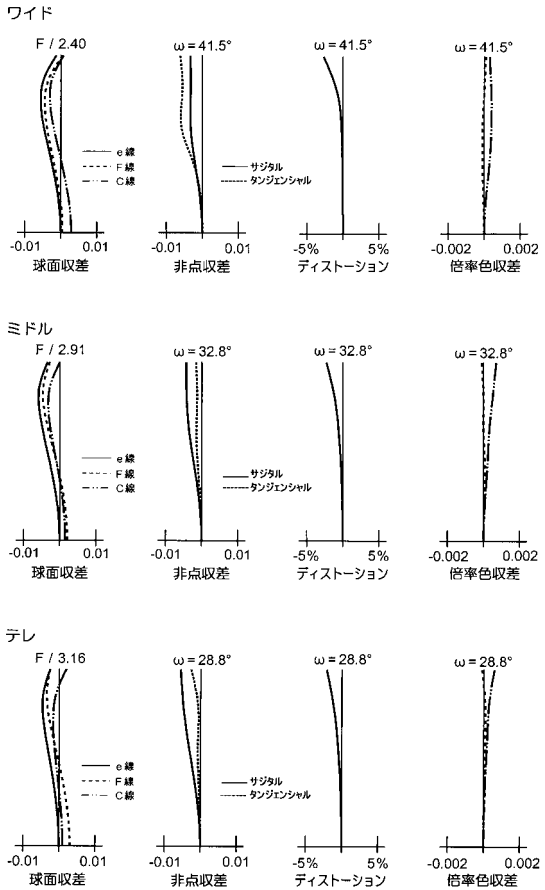 ワイド
F / 2.40
ω = 41.5°
ω = 41.5°
ω = 41.5°
e 線
F 線
C 線
サジタル
タンジェンシャル
-0.01 0.01
-0.01 0.01
-5% 5%
-0.002 0.002
球面収差
非点収差
ディストーション
倍率色収差
ミドル
F / 2.91
ω = 32.8°
ω = 32.8°
ω = 32.8°
e 線
F 線
C 線
サジタル
タンジェンシャル
-0.01 0.01
-0.01 0.01
-5% 5%
-0.002 0.002
球面収差
非点収差
ディストーション
倍率色収差
テレ
F / 3.16
ω = 28.8°
ω = 28.8°
ω = 28.8°
e 線
F 線
C 線
サジタル
タンジェンシャル
-0.01 0.01
-0.01 0.01
-5% 5%
-0.002 0.002
球面収差
非点収差
ディストーション
倍率色収差